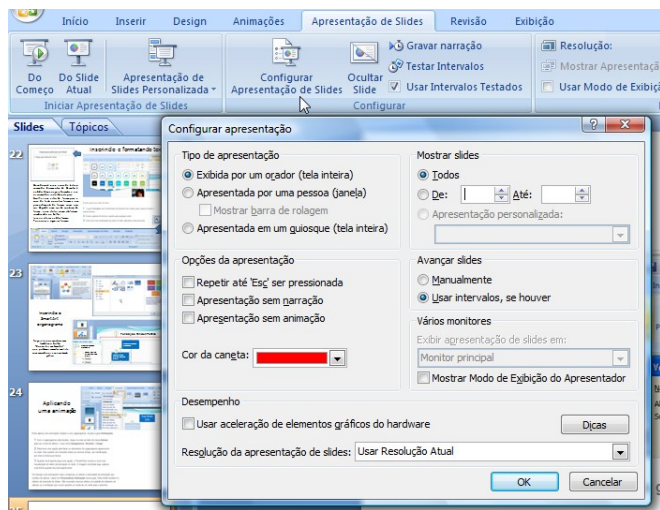 Início Inserir Design Animações Apresentação de Slides Revisão Exibição
Do Começo
Do Slide Atual
Apresentação de Slides Personalizada
Configurar Apresentação de Slides
Ocultar Slide
Gravar narração
Testar Intervalos
Usar Intervalos Testados
Resolução:
Mostrar Apresentaçã
Usar Modo de Exibiç
Iniciar Apresentação de Slides
Configurar
Slides Tópicos
22
Inserindo e formatando
23
Inserindo o SmartArt organograma
24
Aplicando uma animação
Configurar apresentação
Tipo de apresentação
Exibida por um orador (tela inteira)
Apresentada por uma pessoa (janela)
Mostrar barra de rolagem
Apresentada em um quiosque (tela inteira)
Mostrar slides
Todos
De: Até:
Apresentação personalizada:
Opções da apresentação
Repetir até 'Esc' ser pressionada
Apresentação sem narração
Apresentação sem animação
Cor da caneta:
Avançar slides
Manualmente
Usar intervalos, se houver
Vários monitores
Exibir apresentação de slides em:
Monitor principal
Mostrar Modo de Exibição do Apresentador
Desempenho
Usar aceleração de elementos gráficos do hardware
Dicas
Resolução da apresentação de slides: Usar Resolução Atual
OK Cancelar